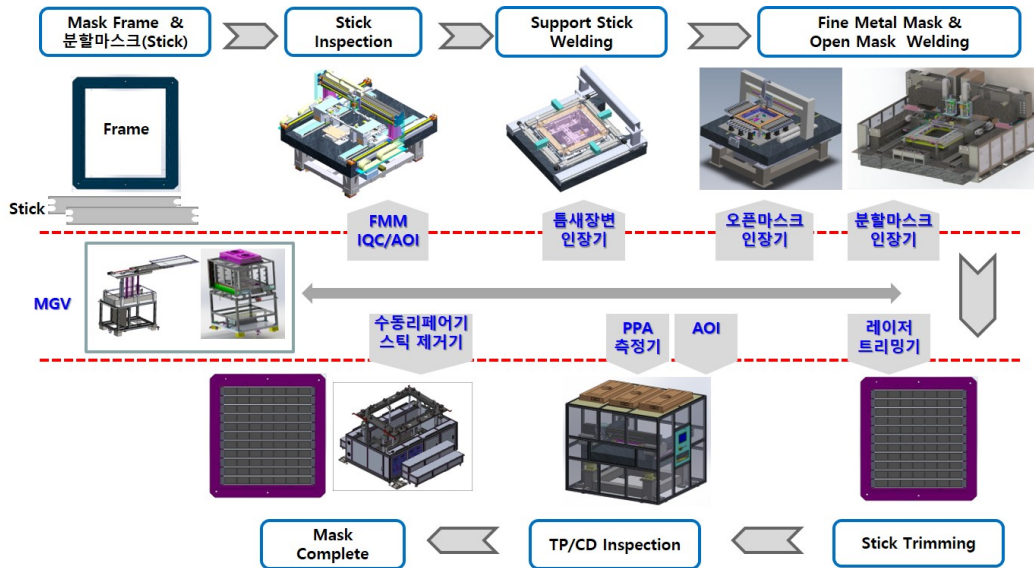 Mask Frame &
분할마스크(Stick)
Stick
Inspection
Support Stick
Welding
Fine Metal Mask &
Open Mask Welding
Frame
Stick
FMM
IQC/AOI
틈새장변
인장기
오픈마스크
인장기
분할마스크
인장기
MGV
수동리페어기
스틱 제거기
PPA
측정기
AOI
레이저
트리밍기
Mask
Complete
TP/CD Inspection
Stick Trimming